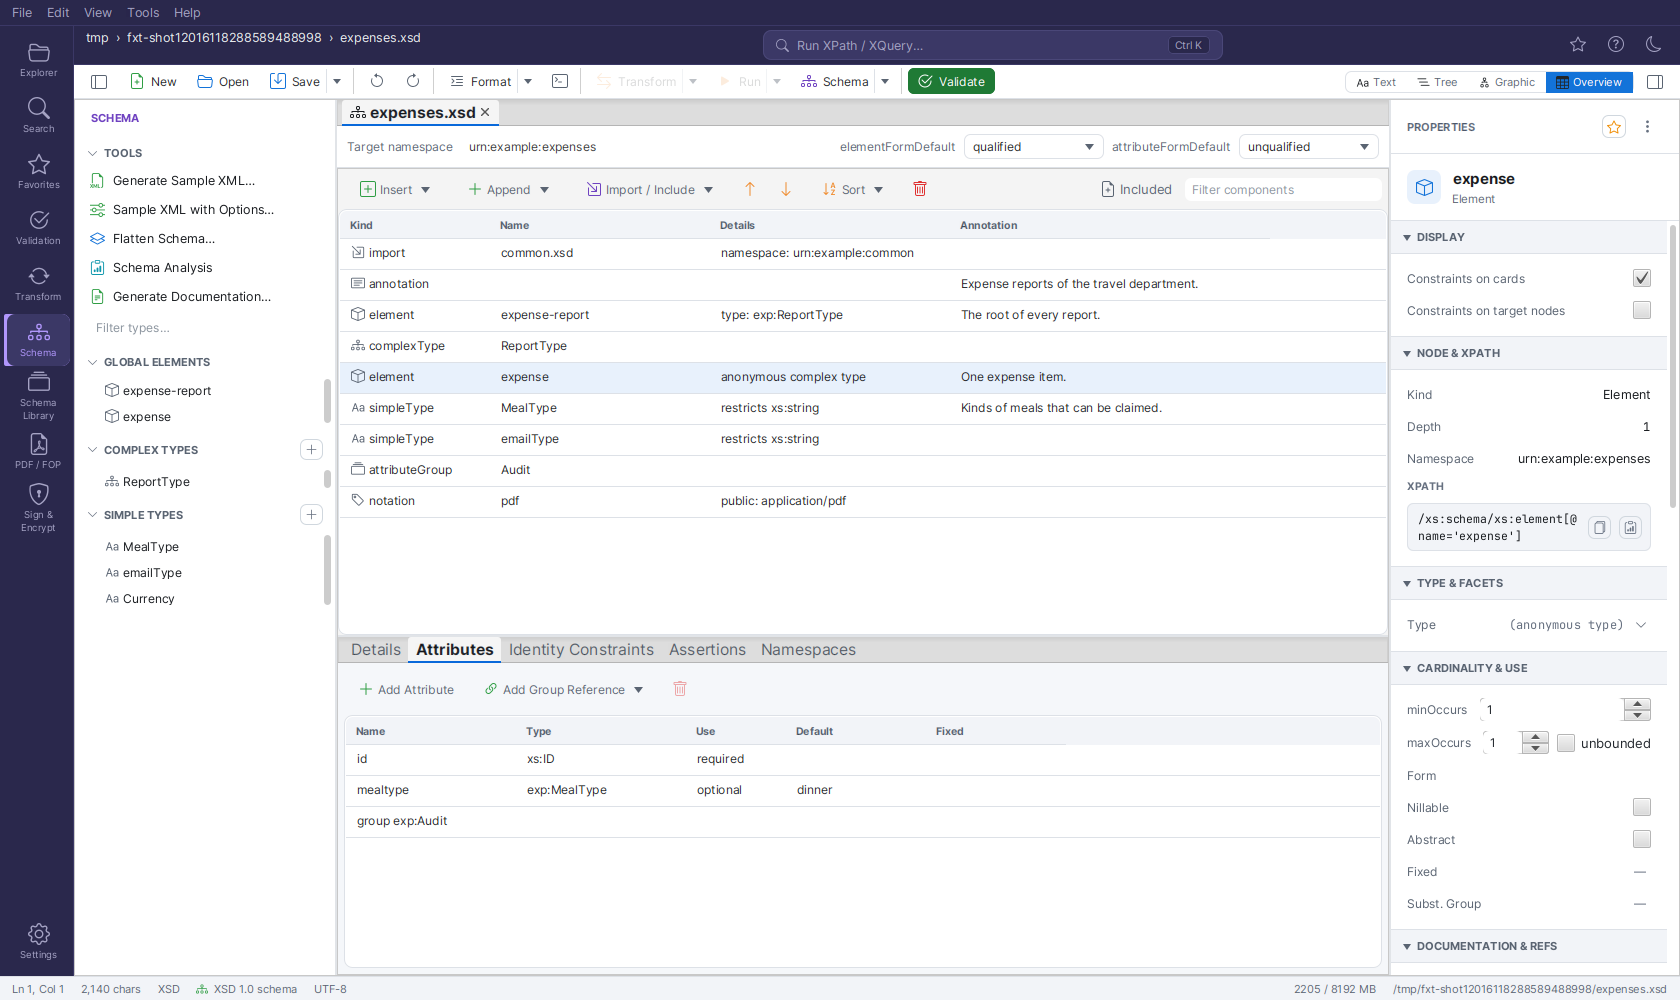 File Edit View Tools Help
tmp › fxt-shot12016118288589488998 › expenses.xsd
Run XPath / XQuery... Ctrl K
New Open Save Format Transform Run Schema Validate
Aa Text Tree Graphic Overview
Explorer
Search
Favorites
Validation
Transform
Schema
Schema
Library
PDF / FOP
Sign &
Encrypt
Settings
SCHEMA
TOOLS
Generate Sample XML...
Sample XML with Options...
Flatten Schema...
Schema Analysis
Generate Documentation...
Filter types...
GLOBAL ELEMENTS
expense-report
expense
COMPLEX TYPES
ReportType
SIMPLE TYPES
Aa MealType
Aa emailType
Aa Currency
expenses.xsd
Target namespace urn:example:expenses elementFormDefault qualified attributeFormDefault unqualified
Insert Append Import / Include Sort Included Filter components
Kind Name Details Annotation
import common.xsd namespace: urn:example:common
annotation Expense reports of the travel department.
element expense-report type: exp:ReportType The root of every report.
complexType ReportType
element expense anonymous complex type One expense item.
Aa simpleType MealType restricts xs:string Kinds of meals that can be claimed.
Aa simpleType emailType restricts xs:string
attributeGroup Audit
notation pdf public: application/pdf
Details Attributes Identity Constraints Assertions Namespaces
Add Attribute Add Group Reference
Name Type Use Default Fixed
id xs:ID required
mealtype exp:MealType optional dinner
group exp:Audit
PROPERTIES
expense
Element
DISPLAY
Constraints on cards
Constraints on target nodes
NODE & XPATH
Kind Element
Depth 1
Namespace urn:example:expenses
XPATH
/xs:schema/xs:element[@
name='expense']
TYPE & FACETS
Type (anonymous type)
CARDINALITY & USE
minOccurs 1
maxOccurs 1 unbounded
Form
Nillable
Abstract
Fixed —
Subst. Group —
DOCUMENTATION & REFS
Ln 1, Col 1 2,140 chars XSD XSD 1.0 schema UTF-8 2205 / 8192 MB /tmp/fxt-shot12016118288589488998/expenses.xsd